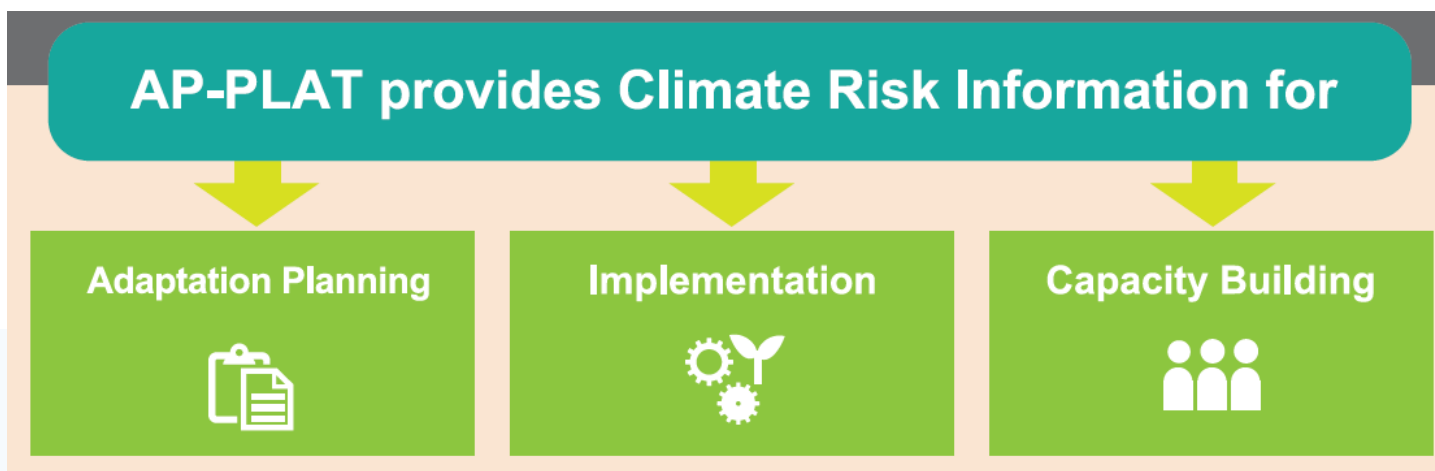 AP-PLAT provides Climate Risk Information for
Adaptation Planning
Implementation
Capacity Building